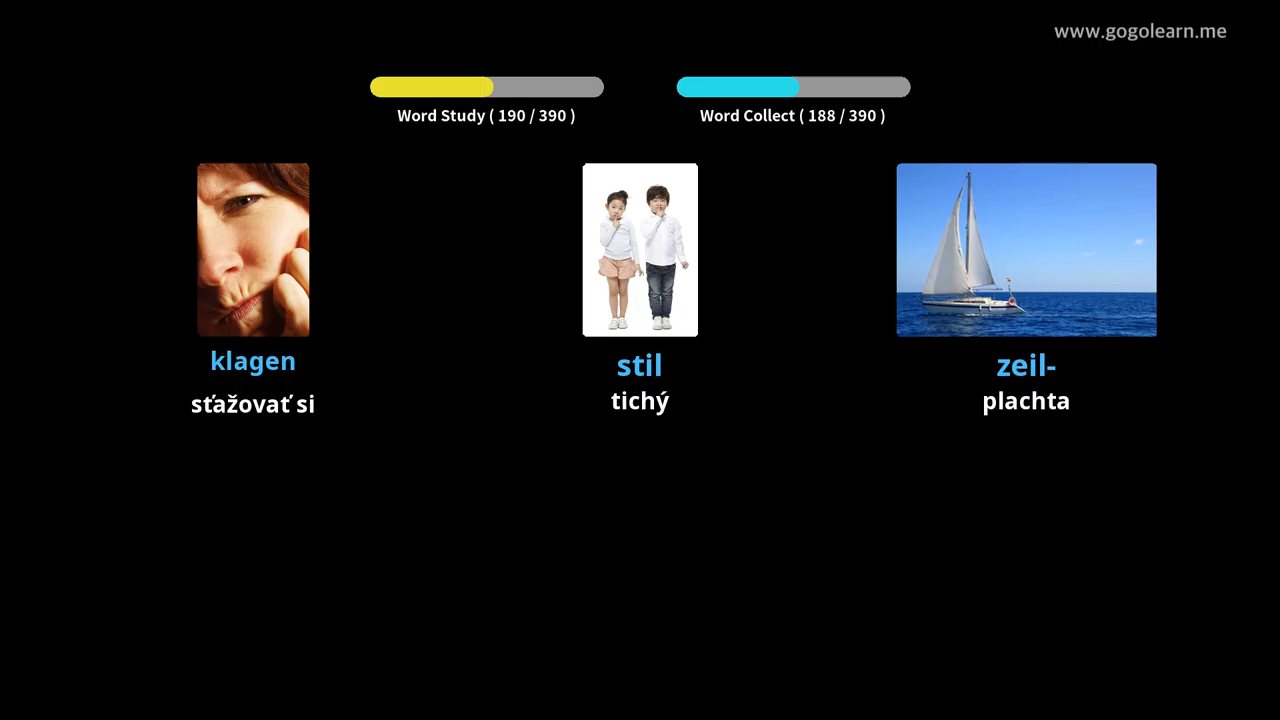 www.gogolearn.me
Word Study ( 190 / 390 )
Word Collect ( 188 / 390 )
klagen
sťažovať si
stil
tichý
zeil-
plachta